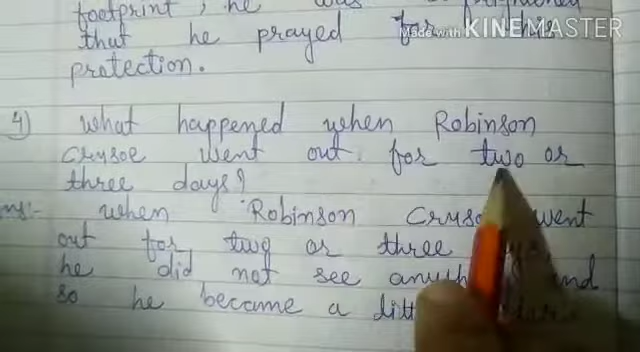 footprint, he was
that he prayed for his
protection.
Made with KINEMASTER
4) what happened when Robinson
Crusoe went out for two or
three days?
Ans:- when Robinson went
out for two or three
he did not see and
so he became a